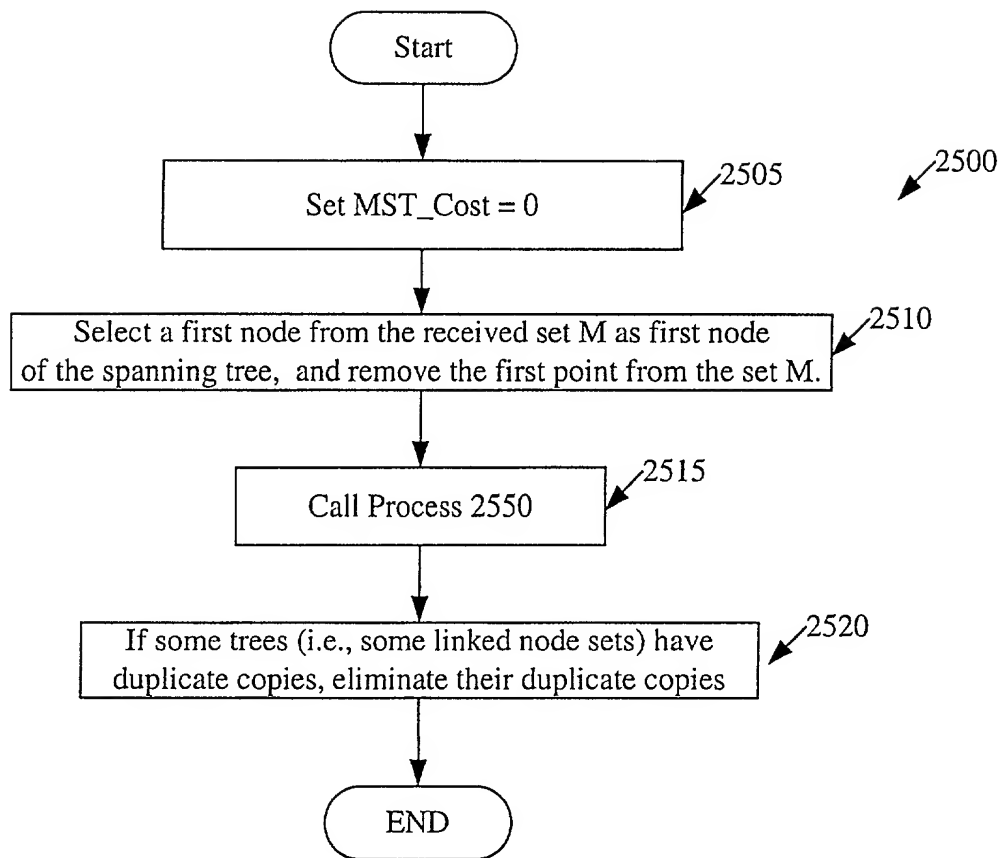 Start
2500
2505
Set MST_Cost = 0
2510
Select a first node from the received set M as first node
of the spanning tree, and remove the first point from the set M.
2515
Call Process 2550
2520
If some trees (i.e., some linked node sets) have
duplicate copies, eliminate their duplicate copies
END